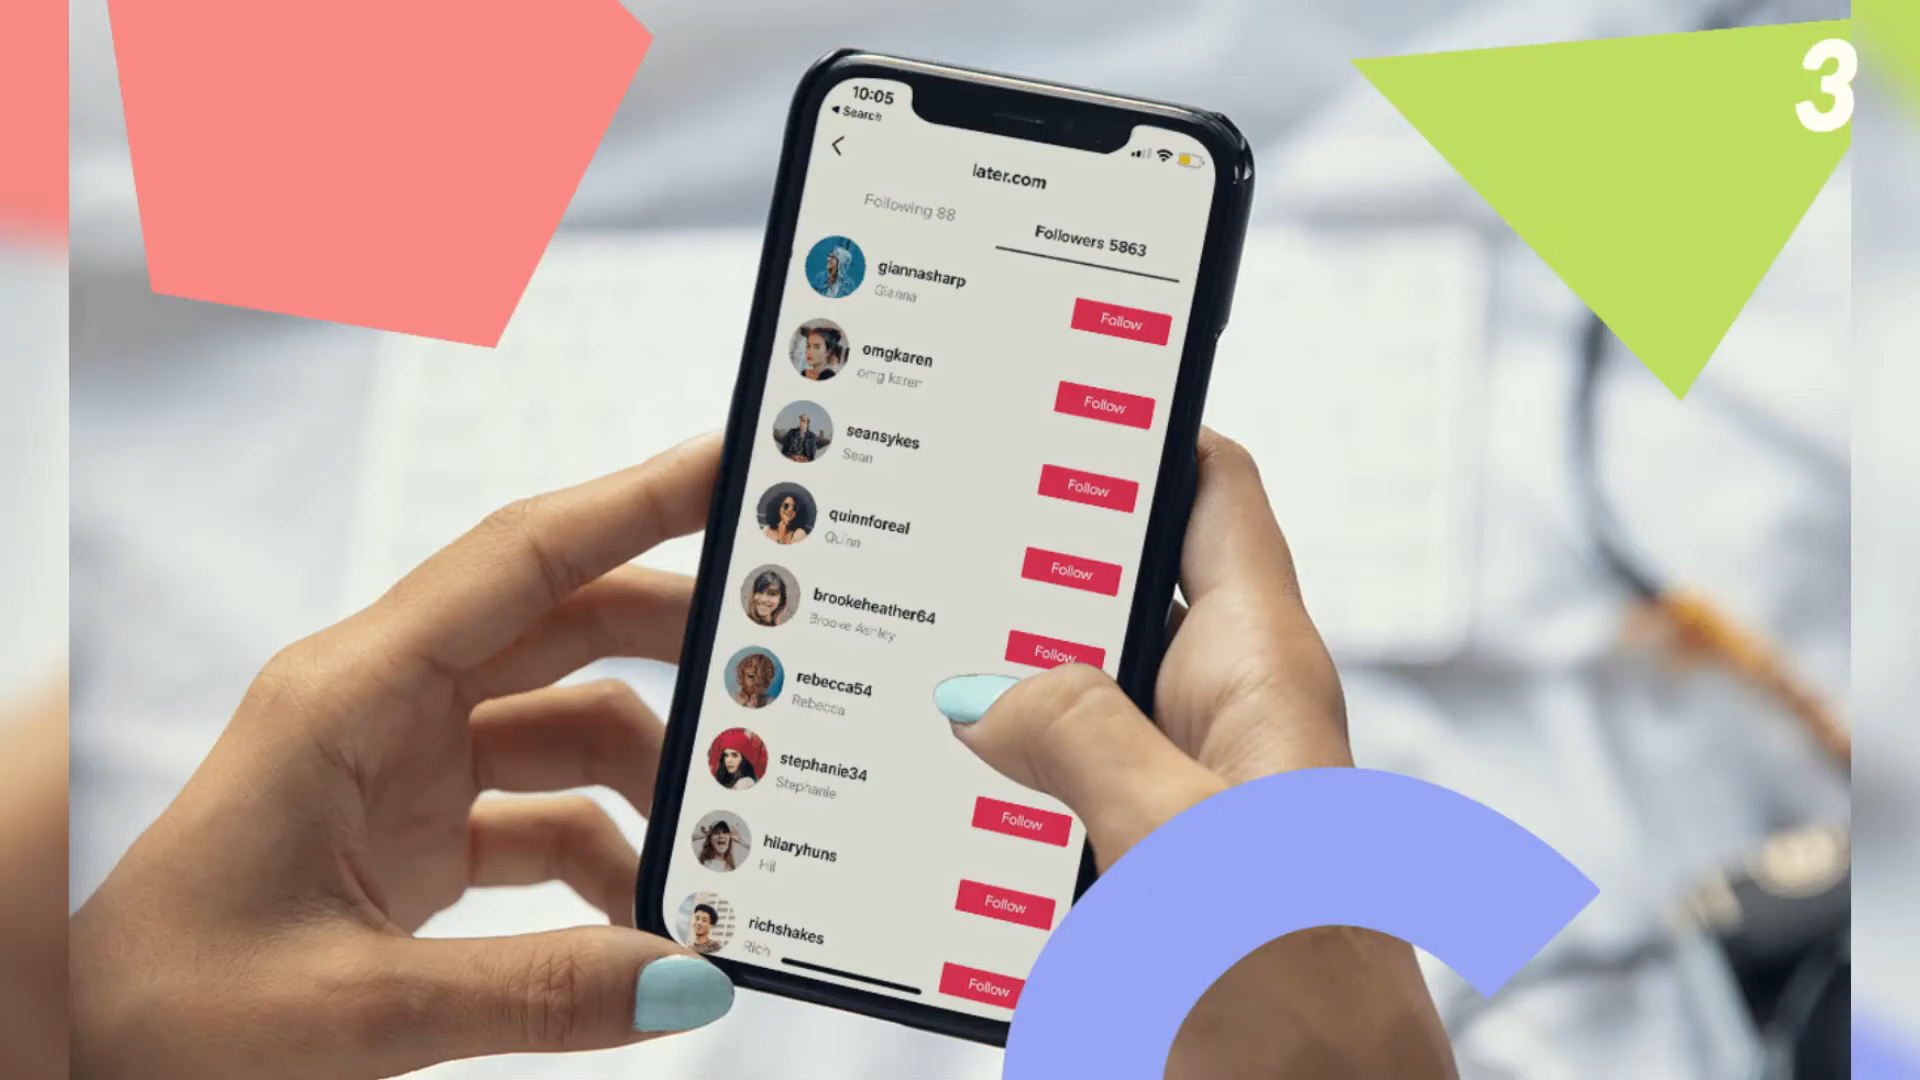 3
10:05
Search
later.com
Following 88
Followers 5863
giannasharp
Gianna
Follow
omgkaren
omg karen
Follow
seansykes
Sean
Follow
quinnforeal
Quinn
Follow
brookeheather64
Brooke Ashley
Follow
rebecca54
Rebecca
stephanie34
Stephanie
Follow
hilaryhuns
Hil
Follow
richshakes
Rich
Follow